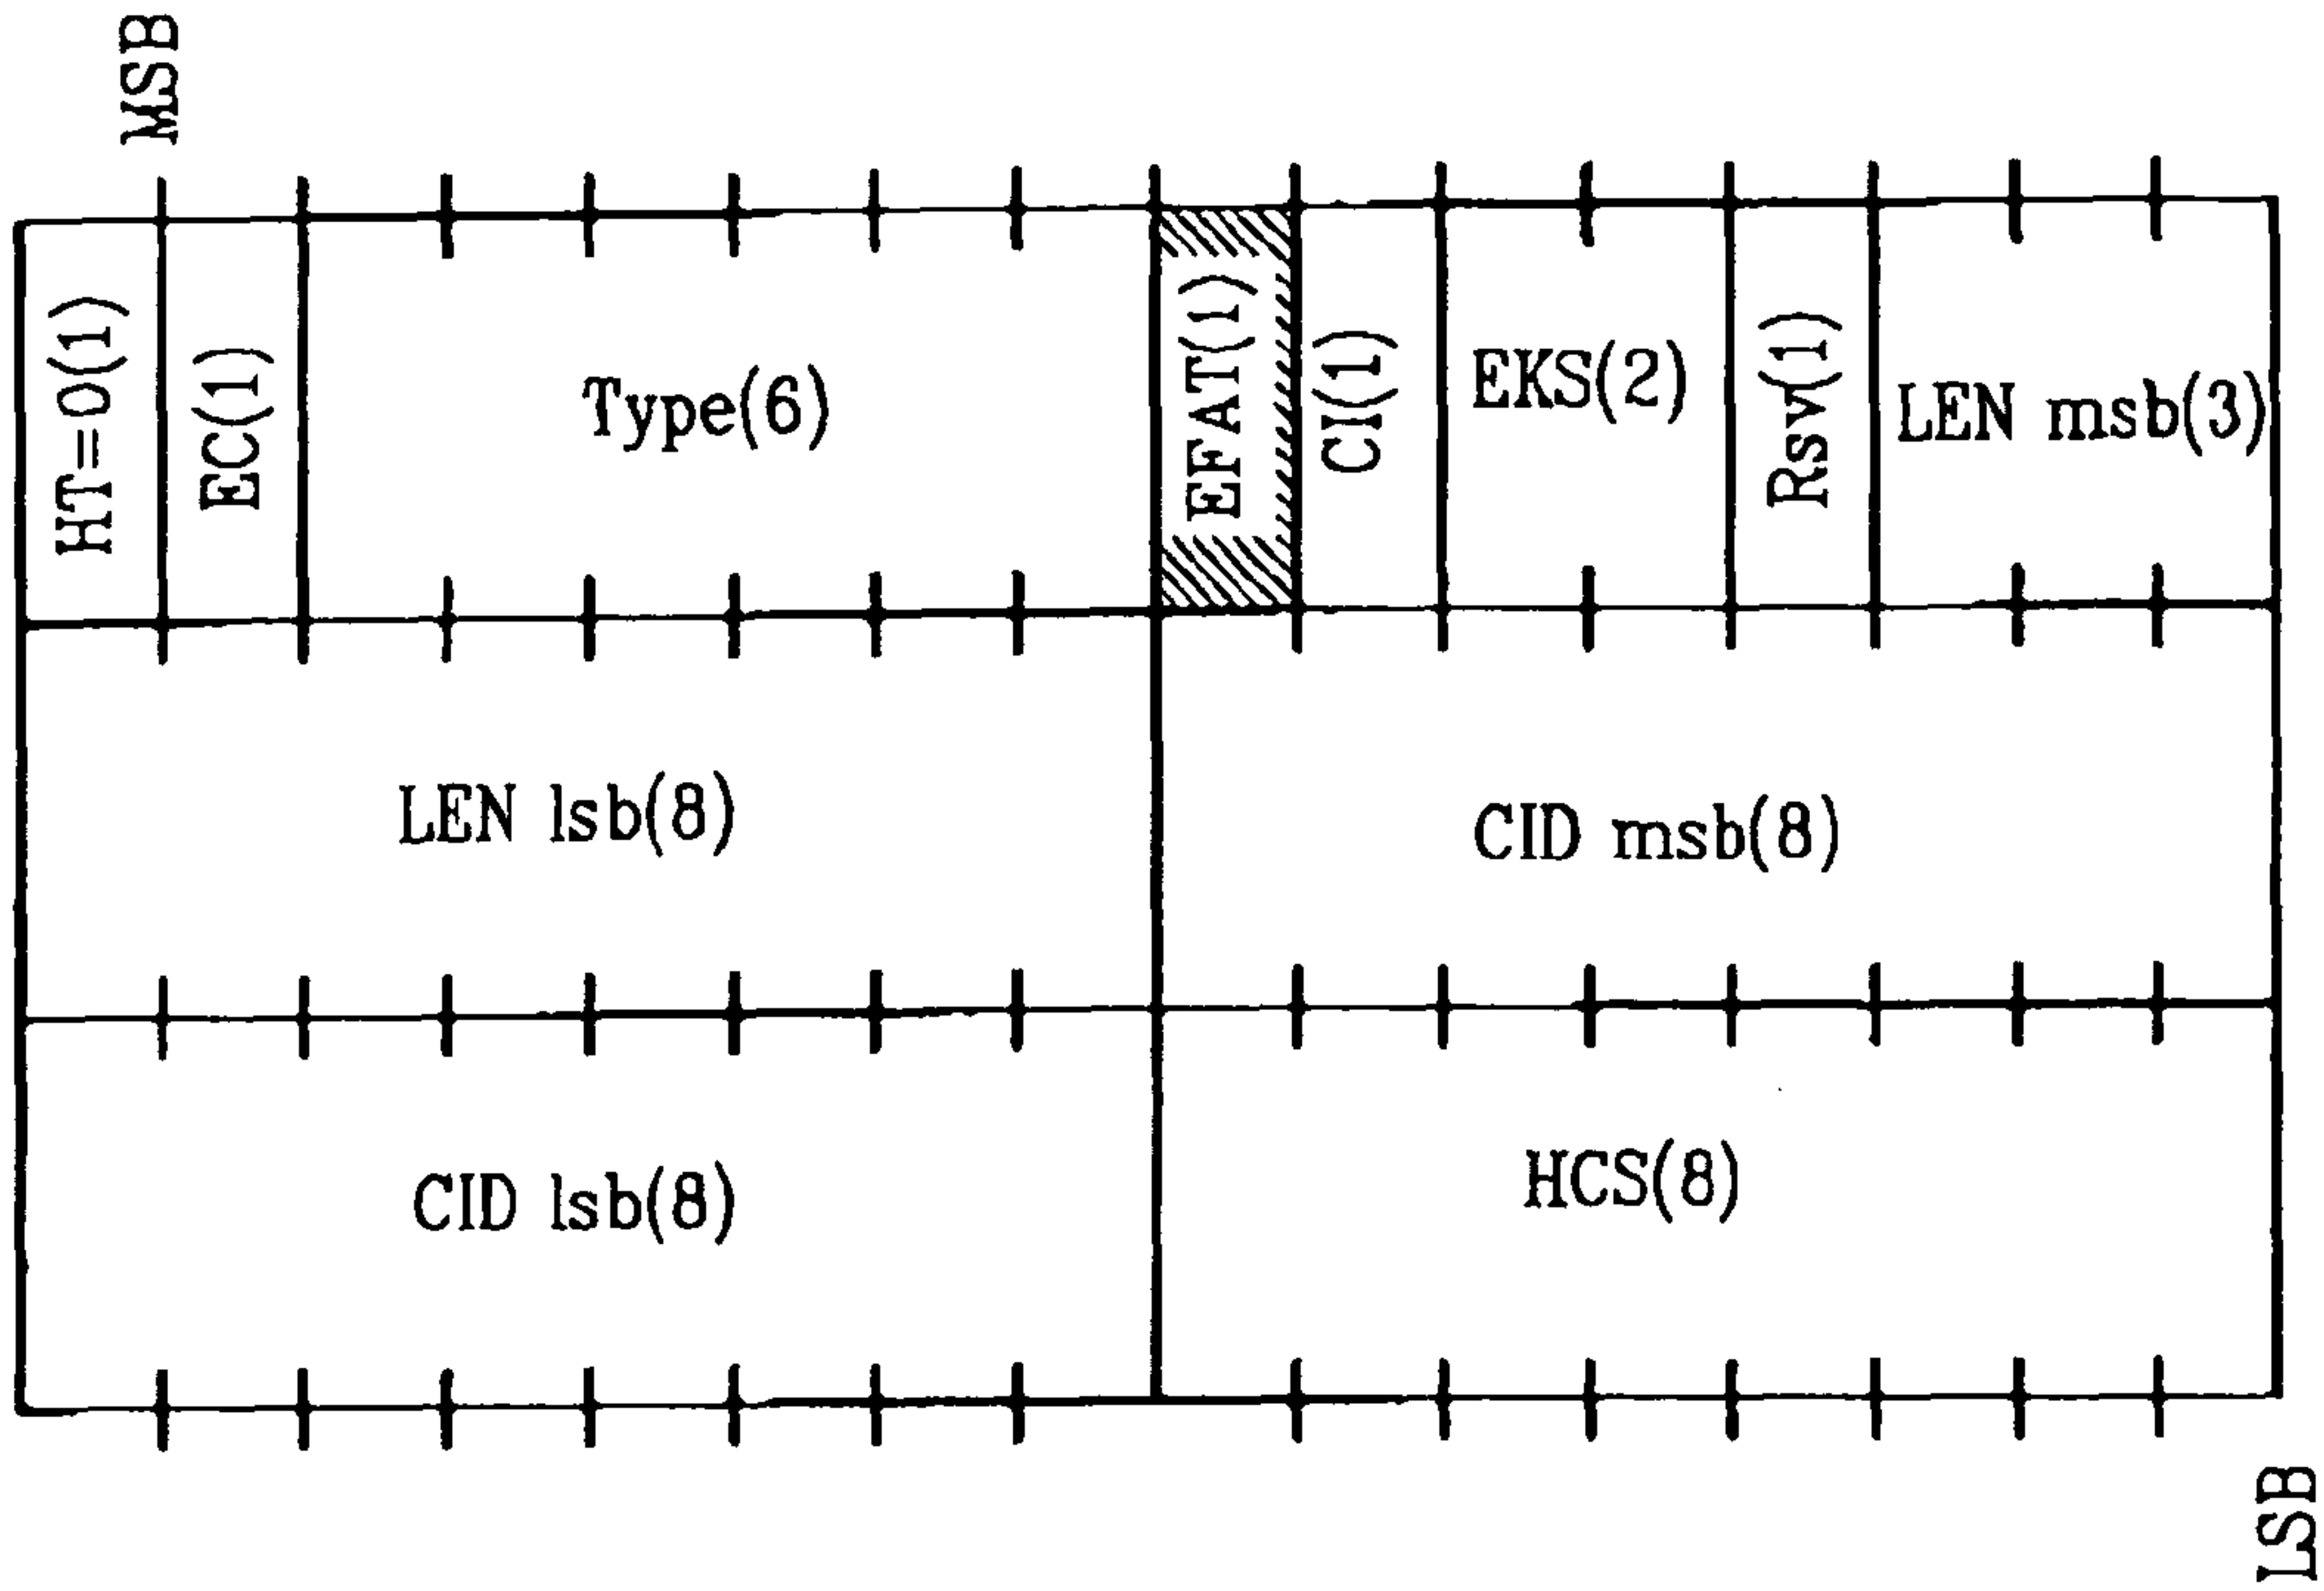 MSB
HT=0(1)
EC(1)
Type(6)
EFAT(1)
CI(1)
EKS(2)
Rsv(1)
LEN msb(3)
LEN lsb(8)
CID msb(8)
CID lsb(8)
HCS(8)
LSB